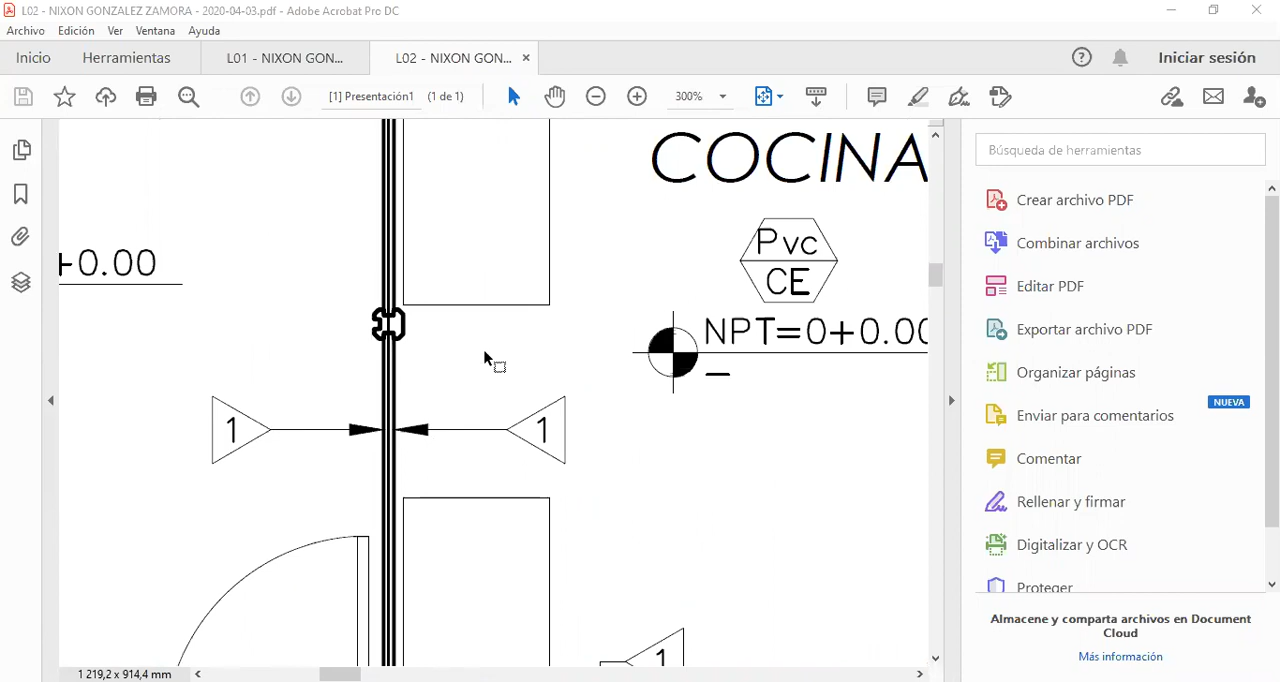 L02 - NIXON GONZALEZ ZAMORA - 2020-04-03.pdf - Adobe Acrobat Pro DC
Archivo Edición Ver Ventana Ayuda
Inicio Herramientas L01 - NIXON GON... L02 - NIXON GON... × Iniciar sesión
[1] Presentación1 (1 de 1) 300%
COCINA
Búsqueda de herramientas
Crear archivo PDF
Pvc
CE
+0.00
Combinar archivos
Editar PDF
NPT=0+0.00
Exportar archivo PDF
Organizar páginas
NUEVA
Enviar para comentarios
1 1
Comentar
Rellenar y firmar
Digitalizar y OCR
Proteger
1
Almacene y comparta archivos en Document
Cloud
Más información
1 219,2 x 914,4 mm